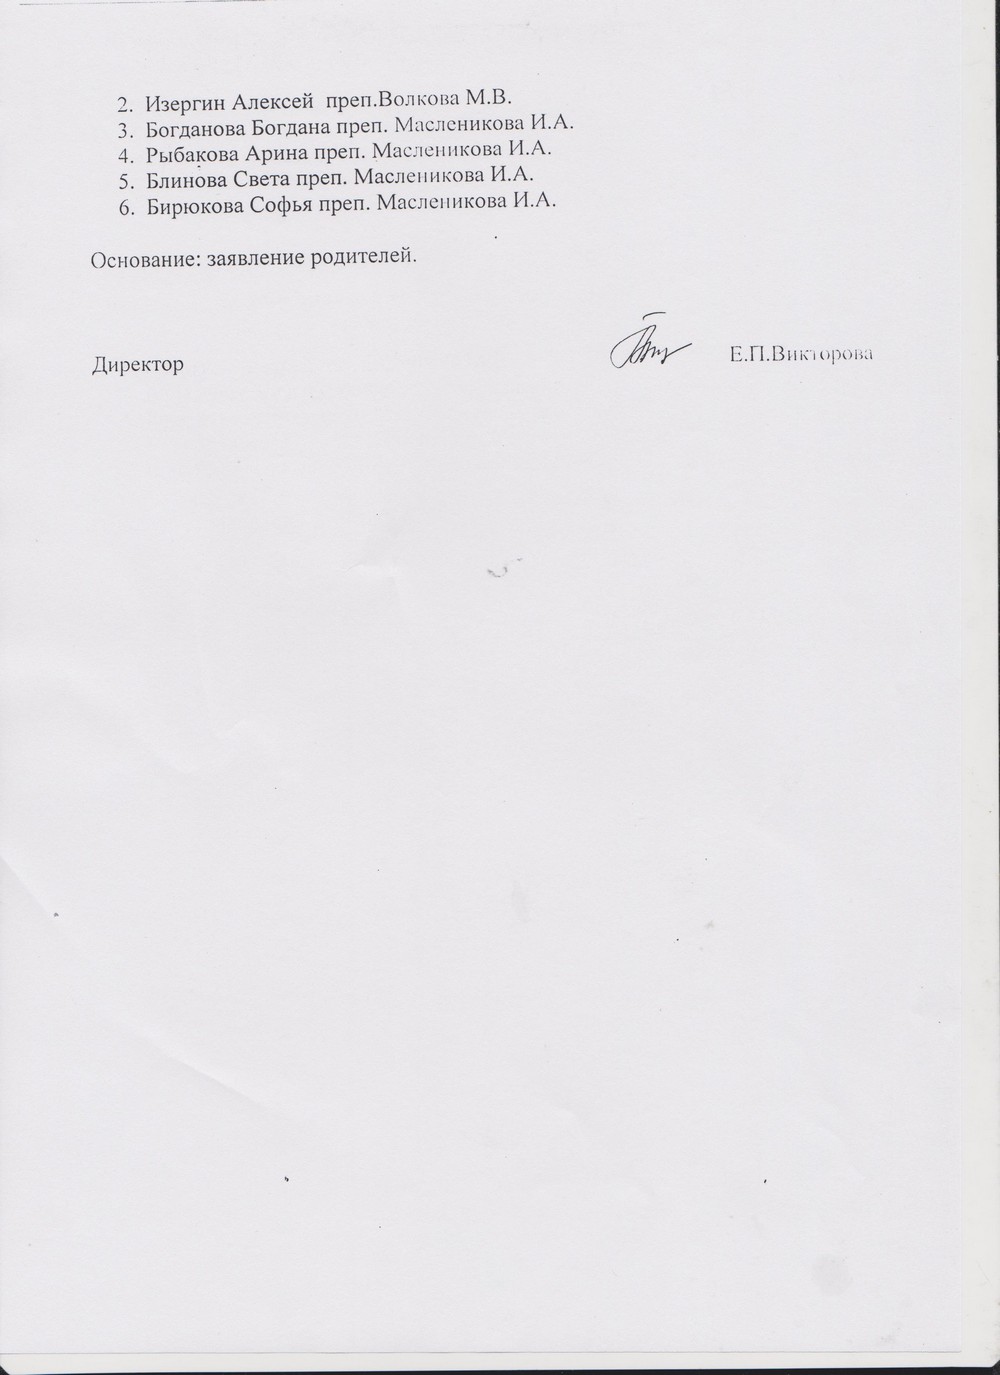 2. Изергин Алексей преп.Волкова М.В.
3. Богданова Богдана преп. Масленикова И.А.
4. Рыбакова Арина преп. Масленикова И.А.
5. Блинова Света преп. Масленикова И.А.
6. Бирюкова Софья преп. Масленикова И.А.
Основание: заявление родителей.
Директор Е.П.Викторова